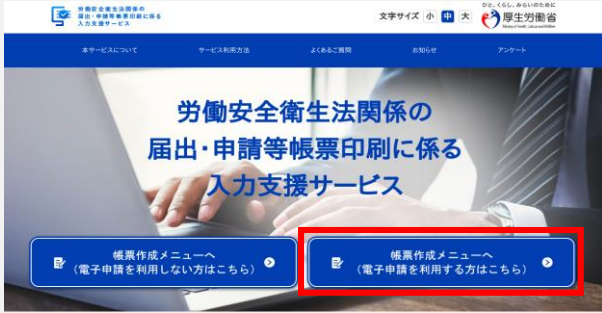 労働安全衛生法関係の
届出・申請等帳票印刷に係る
入力支援サービス
文字サイズ 小 中 大
ひと、くらし、みらいのために
厚生労働省
Ministry of Health, Labour and Welfare
本サービスについて サービス利用方法 よくあるご質問 お知らせ アンケート
労働安全衛生法関係の
届出・申請等帳票印刷に係る
入力支援サービス
帳票作成メニューへ
(電子申請を利用しない方はこちら)
帳票作成メニューへ
(電子申請を利用する方はこちら)